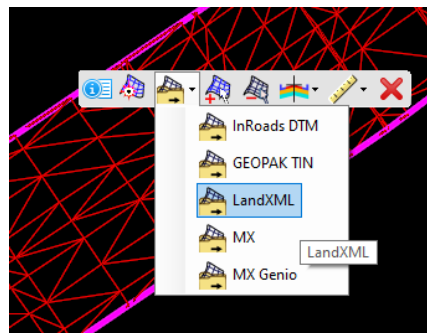 InRoads DTM
GEOPAK TIN
LandXML
MX
LandXML
MX Genio